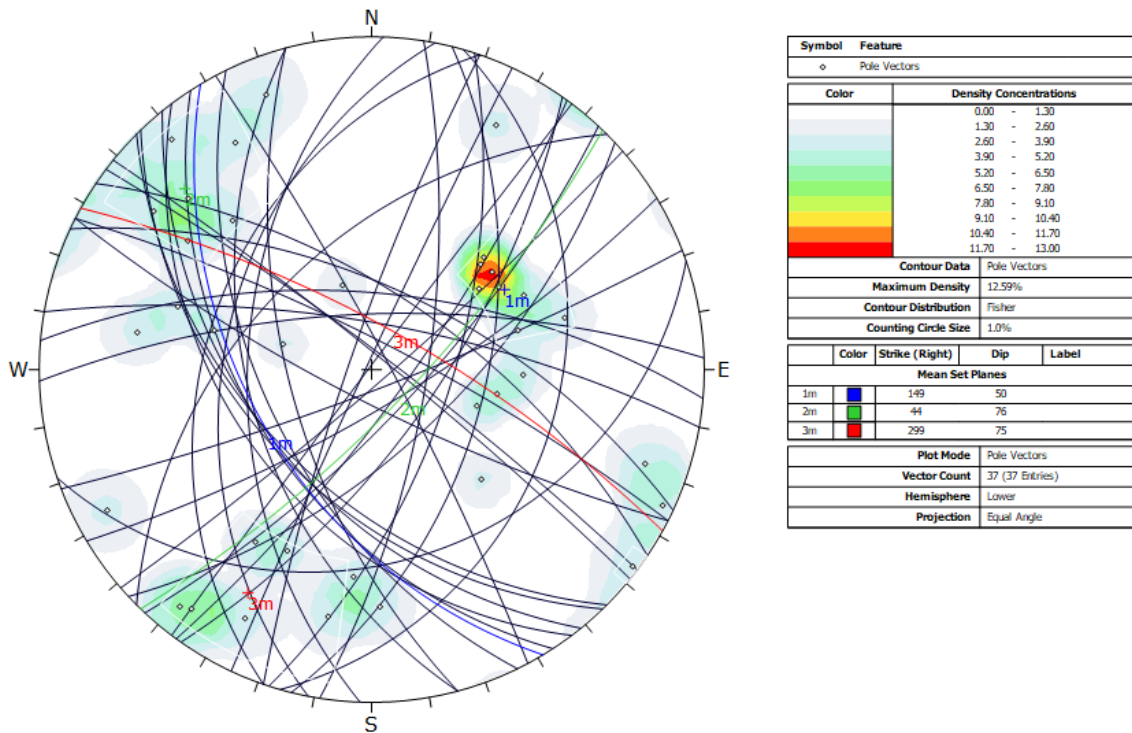 N
W
E
S
2m
1m
3m
2m
1m
3m
Symbol Feature
Pole Vectors
Color Density Concentrations
0.00 - 1.30
1.30 - 2.60
2.60 - 3.90
3.90 - 5.20
5.20 - 6.50
6.50 - 7.80
7.80 - 9.10
9.10 - 10.40
10.40 - 11.70
11.70 - 13.00
Contour Data Pole Vectors
Maximum Density 12.59%
Contour Distribution Fisher
Counting Circle Size 1.0%
Color Strike (Right) Dip Label
Mean Set Planes
1m 149 50
2m 44 76
3m 299 75
Plot Mode Pole Vectors
Vector Count 37 (37 Entries)
Hemisphere Lower
Projection Equal Angle